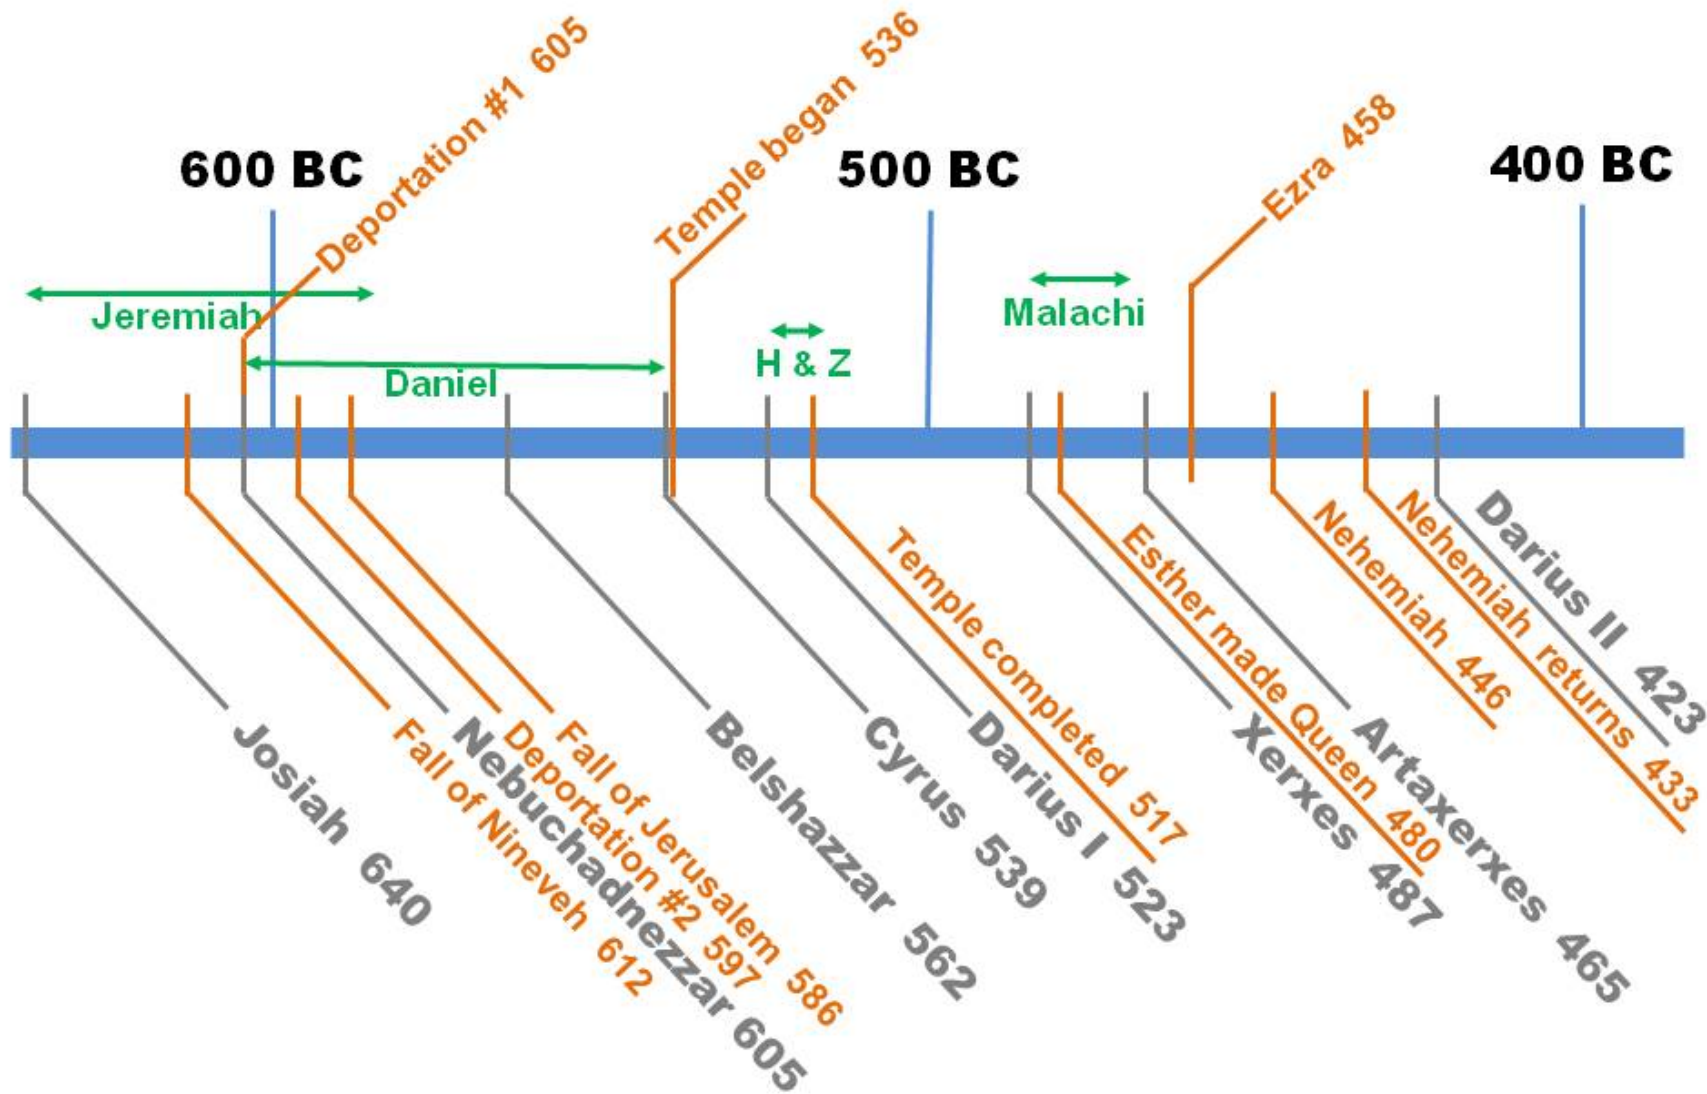 Deportation #1 605
Temple began 536
Ezra 458
600 BC
500 BC
400 BC
Jeremiah
Daniel
H & Z
Malachi
Josiah 640
Fall of Nineveh 612
Nebuchadnezzar 605
Deportation #2 597
Fall of Jerusalem 586
Belshazzar 562
Cyrus 539
Darius I 523
Temple completed 517
Xerxes 487
Esther made Queen 480
Artaxerxes 465
Nehemiah 446
Nehemiah returns 433
Darius II 423